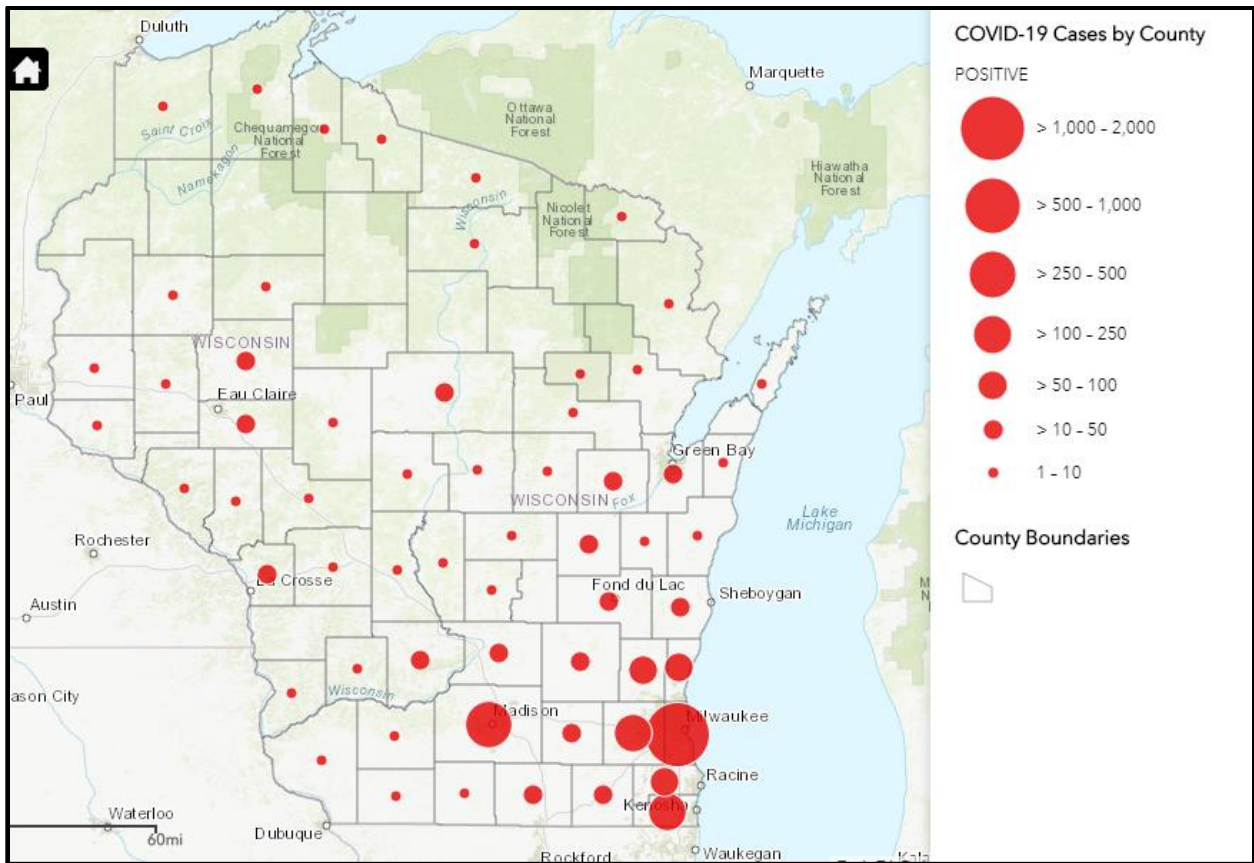 Duluth
Marquette
Ottawa
National
Forest
Saint Croix
Chequamegon
National
Forest
Namekagon
Hiawatha
National
Forest
Wisconsin
Nicolet
National
Forest
WISCONSIN
Paul
Eau Claire
Green Bay
WISCONSIN
Fox
Lake
Michigan
Rochester
La Crosse
Fond du Lac
Sheboygan
Austin
Wisconsin
ason City
Madison
Milwaukee
Racine
Kenosha
Waterloo
60mi
Dubuque
Rockford
Waukegan
COVID-19 Cases by County
POSITIVE
> 1,000 - 2,000
> 500 - 1,000
> 250 - 500
> 100 - 250
> 50 - 100
> 10 - 50
1 - 10
County Boundaries